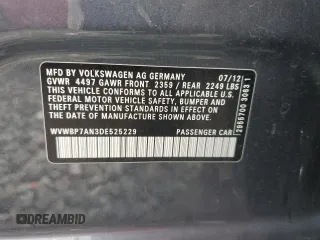 MFD BY VOLKSWAGEN AG GERMANY 07/12
GVWR 4497 GAWR FRONT 2359 / REAR 2249 LBS
THIS VEHICLE CONFORMS TO ALL APPLICABLE
FEDERAL MOTOR VEHICLE SAFETY, BUMPER AND
THEFT PREVENTION STANDARDS IN EFFECT ON
THE DATE OF MANUFACTURE SHOWN ABOVE.
WVWBP7AN3DE525229 PASSENGER CAR
DREAMBID